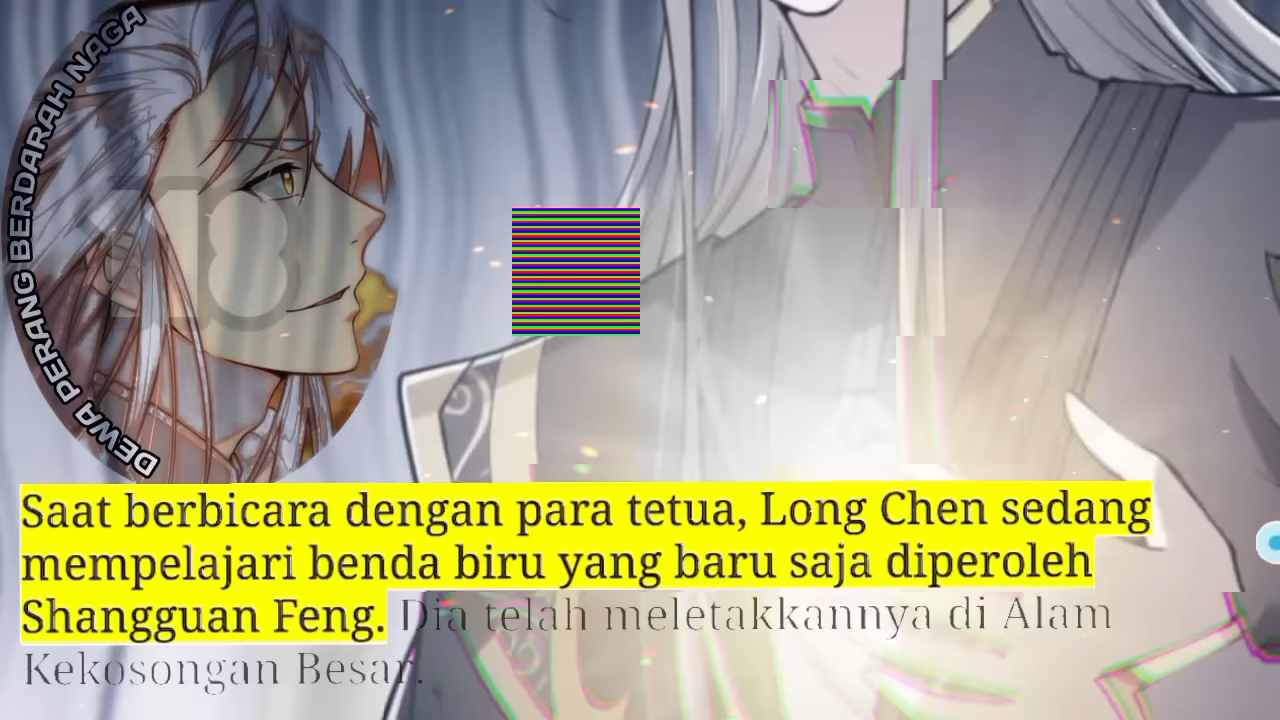 DEWA PERANG BERDARAH NAGA
Saat berbicara dengan para tetua, Long Chen sedang
mempelajari benda biru yang baru saja diperoleh
Shangguan Feng. Dia telah meletakkannya di Alam
Kekosongan Besar.